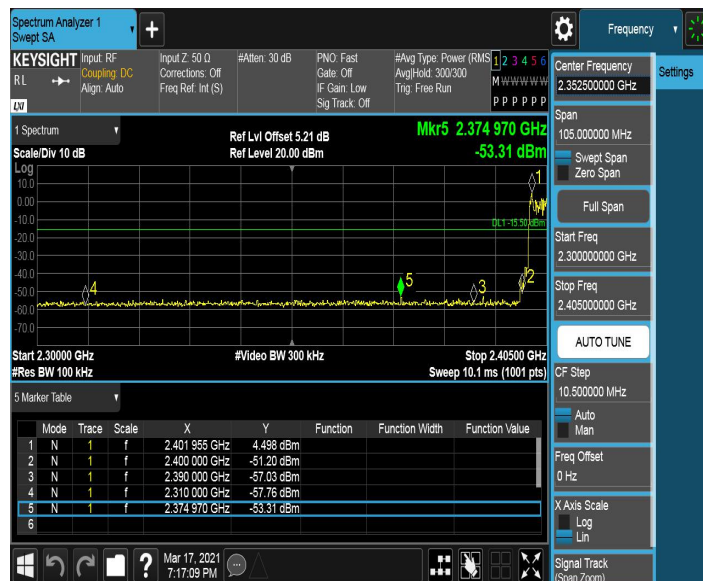 Spectrum Analyzer 1
Swept SA
+
Frequency
KEYSIGHT
RL
LXI
Input: RF
Coupling: DC
Align: Auto
Input Z: 50 Ω
Corrections: Off
Freq Ref: Int (S)
#Atten: 30 dB
PNO: Fast
Gate: Off
IF Gain: Low
Sig Track: Off
#Avg Type: Power (RMS
Avg|Hold: 300/300
Trig: Free Run
1 2 3 4 5 6
M W W W W W
P P P P P P
Center Frequency
2.352500000 GHz
Settings
Span
105.000000 MHz
Swept Span
Zero Span
Full Span
Start Freq
2.300000000 GHz
Stop Freq
2.405000000 GHz
AUTO TUNE
CF Step
10.500000 MHz
Auto
Man
Freq Offset
0 Hz
X Axis Scale
Log
Lin
Signal Track
(Span Zoom)
1 Spectrum
Scale/Div 10 dB
Ref Lvl Offset 5.21 dB
Ref Level 20.00 dBm
Mkr5 2.374 970 GHz
-53.31 dBm
Log
10.0
0.00
-10.0
-20.0
-30.0
-40.0
-50.0
-60.0
-70.0
1
DL1 -15.50 dBm
4
5
3
2
Start 2.30000 GHz
#Video BW 300 kHz
Stop 2.40500 GHz
#Res BW 100 kHz
Sweep 10.1 ms (1001 pts)
5 Marker Table
Mode Trace Scale X Y Function Function Width Function Value
1 N 1 f 2.401 955 GHz 4.498 dBm
2 N 1 f 2.400 000 GHz -51.20 dBm
3 N 1 f 2.390 000 GHz -57.03 dBm
4 N 1 f 2.310 000 GHz -57.76 dBm
5 N 1 f 2.374 970 GHz -53.31 dBm
6
?
Mar 17, 2021
7:17:09 PM